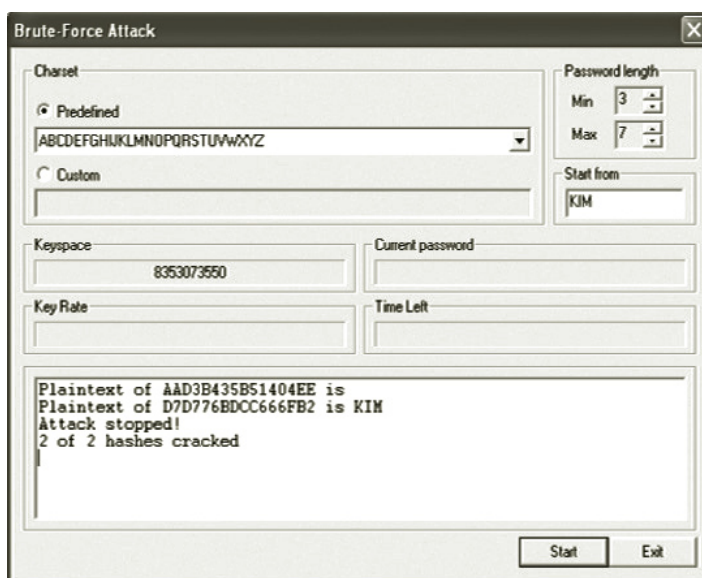 Brute-Force Attack
Charset
Predefined
ABCDEFGHIJKLMNOPQRSTUVWXYZ
Custom
Password length
Min 3
Max 7
Start from
KIM
Keyspace
8353073550
Current password
Key Rate
Time Left
Plaintext of AAD3B435B51404EE is
Plaintext of D7D776BDCC666FB2 is KIM
Attack stopped!
2 of 2 hashes cracked
Start
Exit